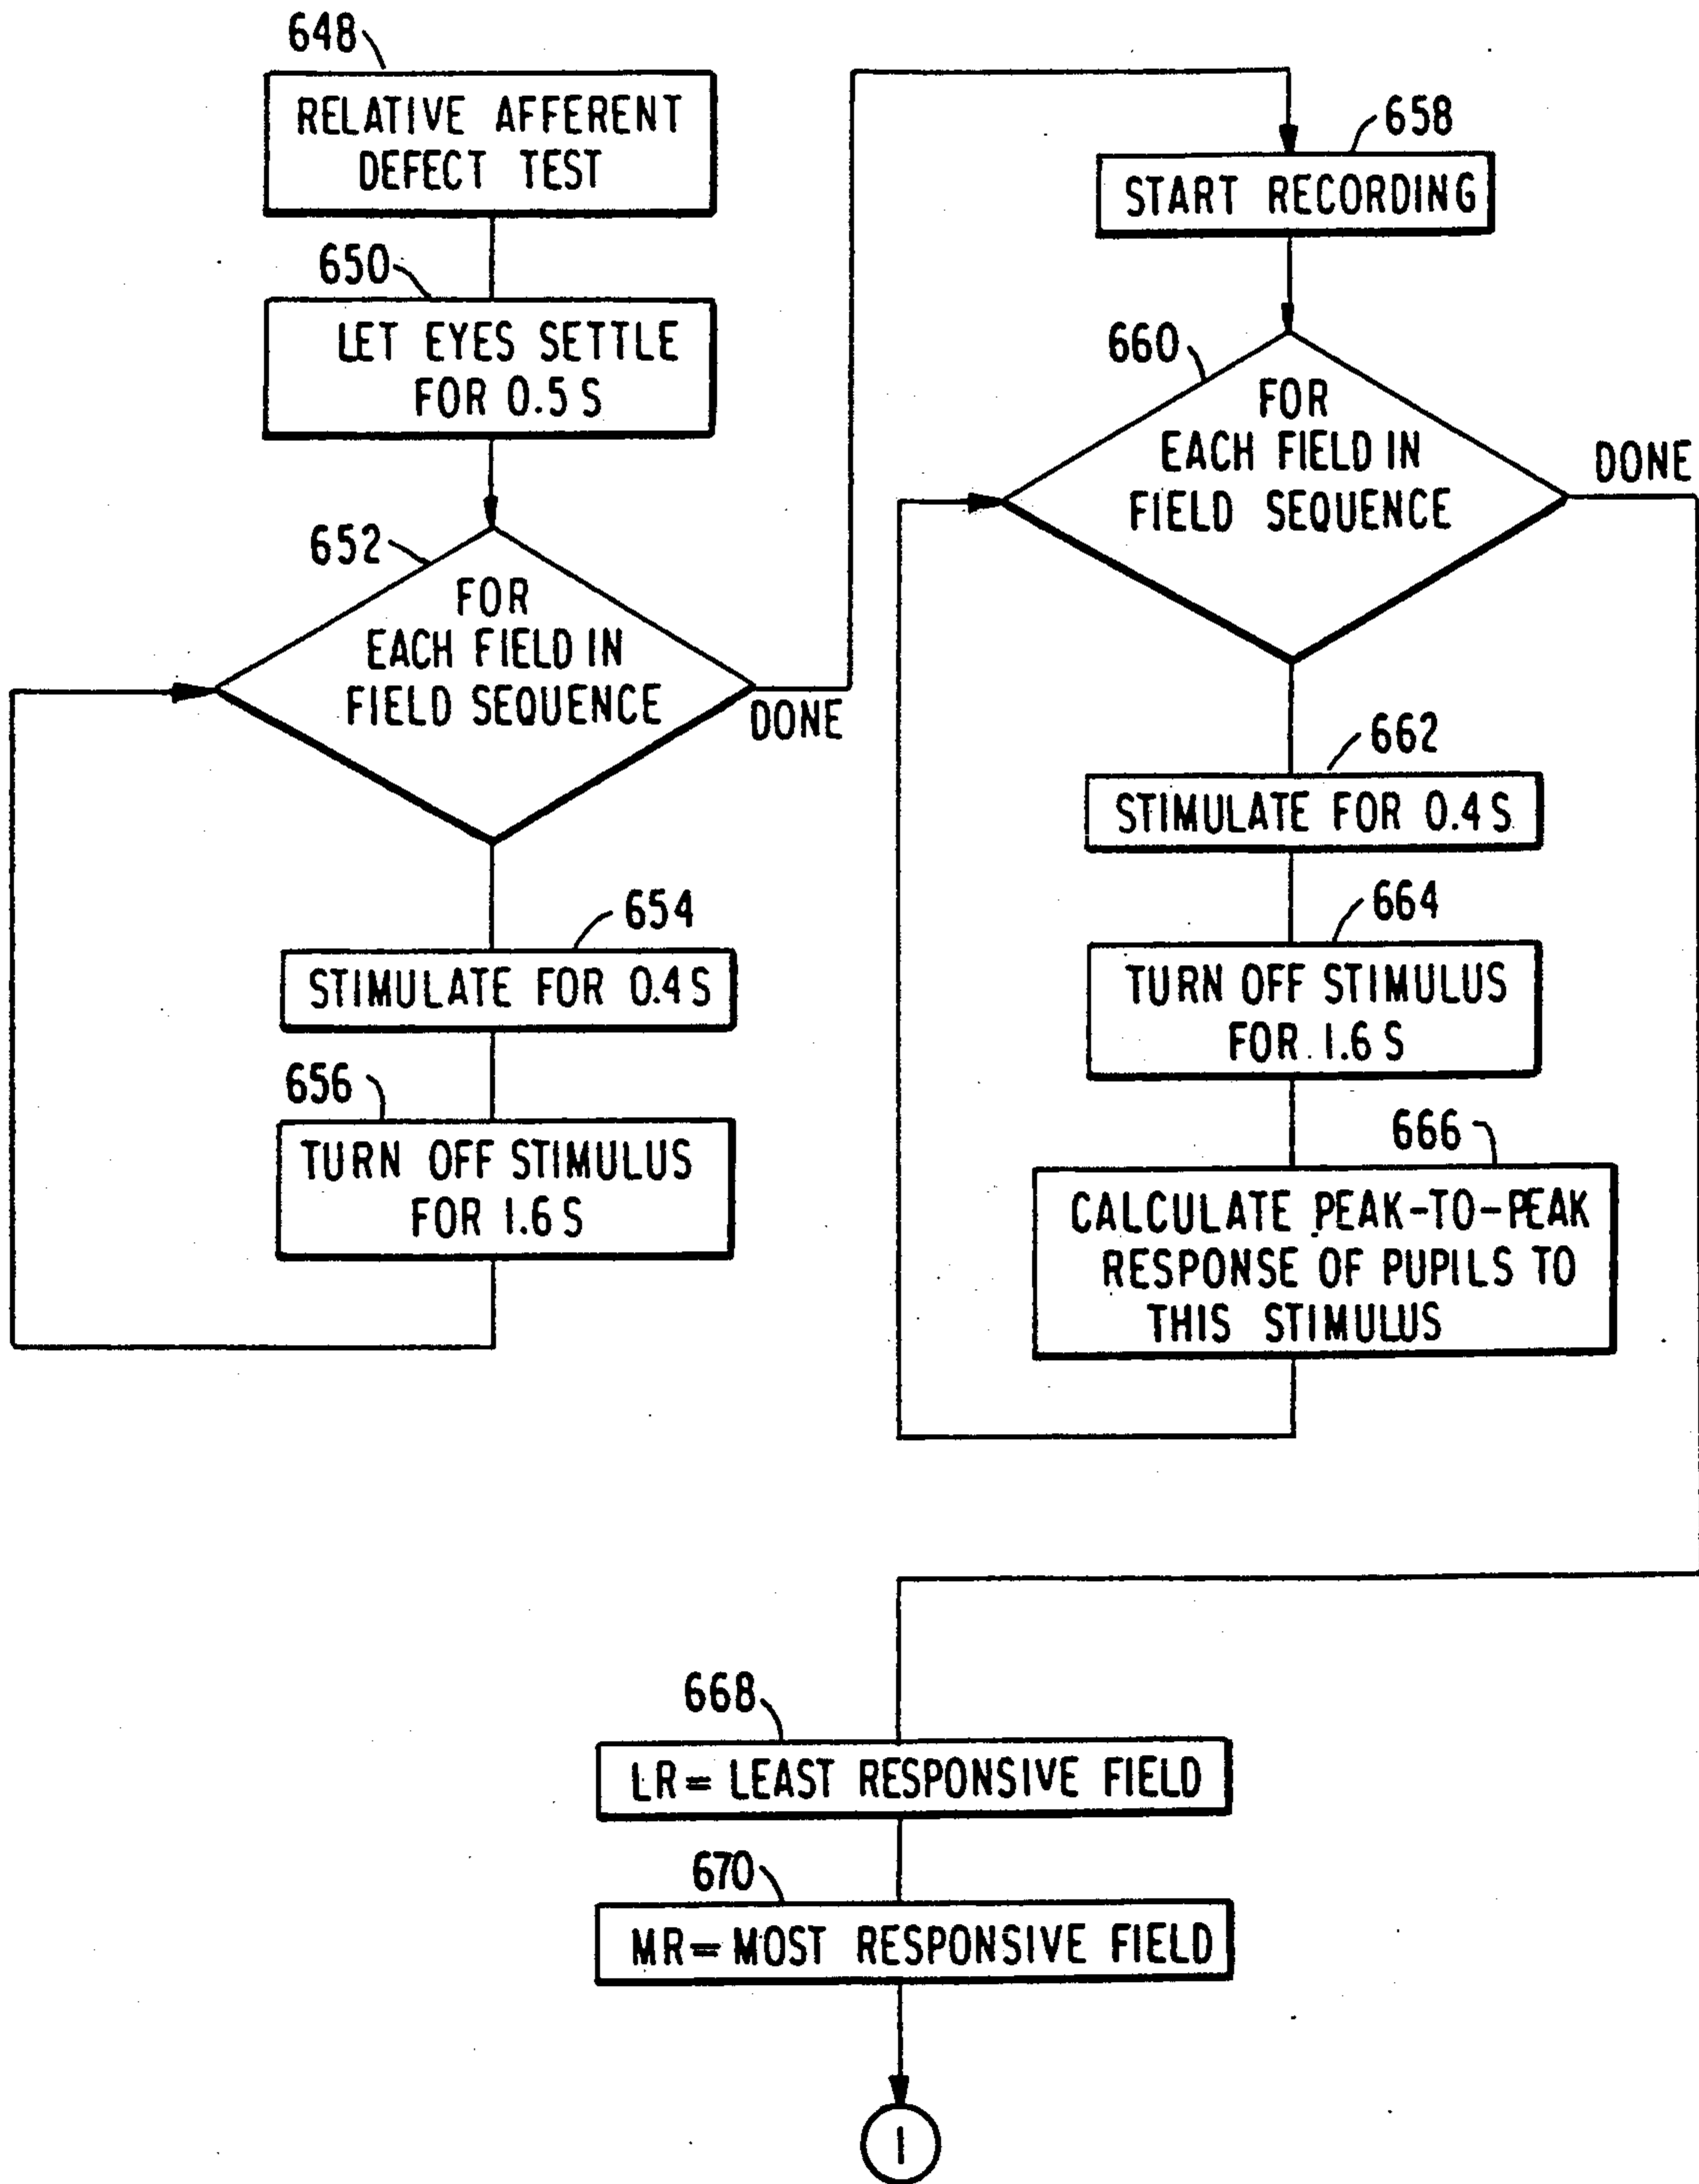 648
RELATIVE AFFERENT
DEFECT TEST
650
LET EYES SETTLE
FOR 0.5 S
652
FOR
EACH FIELD IN
FIELD SEQUENCE
DONE
654
STIMULATE FOR 0.4 S
656
TURN OFF STIMULUS
FOR 1.6 S
658
START RECORDING
660
FOR
EACH FIELD IN
FIELD SEQUENCE
DONE
662
STIMULATE FOR 0.4 S
664
TURN OFF STIMULUS
FOR 1.6 S
666
CALCULATE PEAK-TO-PEAK
RESPONSE OF PUPILS TO
THIS STIMULUS
668
LR = LEAST RESPONSIVE FIELD
670
MR = MOST RESPONSIVE FIELD
1